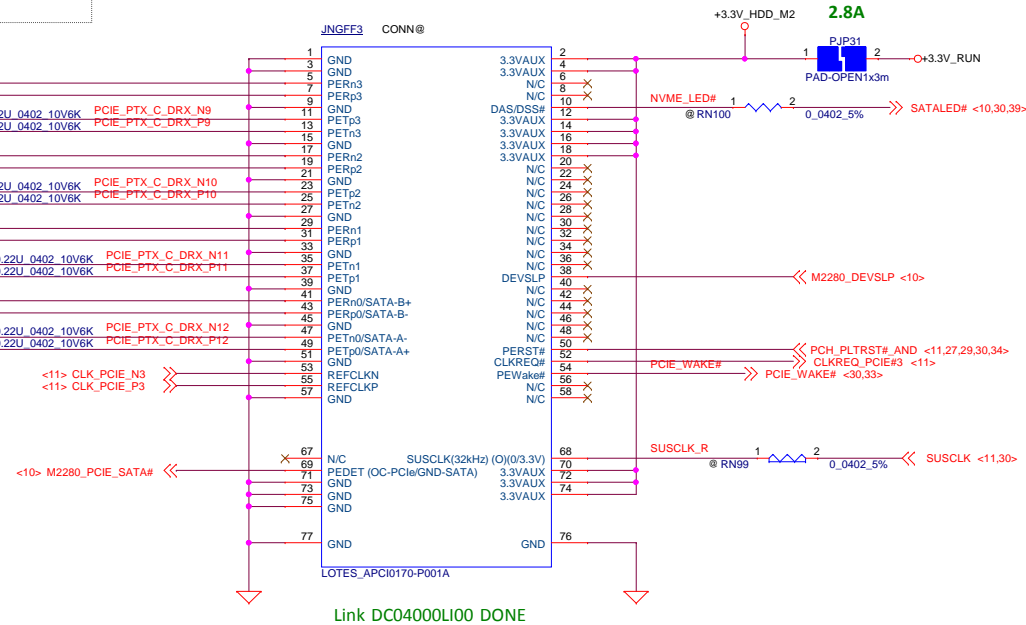 +3.3V_HDD_M2 2.8A
JNGFF3 CONN@
PJP31
1 2 +3.3V_RUN
PAD-OPEN1x3m
1 GND 3.3VAUX 2
3 GND 3.3VAUX 4
5 PERn3 N/C 6
7 PERp3 N/C 8
9 GND DAS/DSS# 10 NVME_LED# 1 2 SATALED# <10,30,39>
@ RN100 0_0402_5%
2U_0402_10V6K PCIE_PTX_C_DRX_N9 11 PETp3 3.3VAUX 12
2U_0402_10V6K PCIE_PTX_C_DRX_P9 13 PETn3 3.3VAUX 14
15 GND 3.3VAUX 16
17 PERn2 3.3VAUX 18
19 PERp2 N/C 20
21 GND N/C 22
2U_0402_10V6K PCIE_PTX_C_DRX_N10 23 PETp2 N/C 24
2U_0402_10V6K PCIE_PTX_C_DRX_P10 25 PETn2 N/C 26
27 GND N/C 28
29 PERn1 N/C 30
31 PERp1 N/C 32
33 GND N/C 34
0.22U_0402_10V6K PCIE_PTX_C_DRX_N11 35 PETn1 N/C 36
0.22U_0402_10V6K PCIE_PTX_C_DRX_P11 37 PETp1 DEVSLP 38 M2280_DEVSLP <10>
39 GND N/C 40
41 PERn0/SATA-B+ N/C 42
43 PERp0/SATA-B- N/C 44
45 GND N/C 46
0.22U_0402_10V6K PCIE_PTX_C_DRX_N12 47 PETn0/SATA-A- N/C 48
0.22U_0402_10V6K PCIE_PTX_C_DRX_P12 49 PETp0/SATA-A+ PERST# 50 PCH_PLTRST#_AND <11,27,29,30,34>
51 GND CLKREQ# 52 CLKREQ_PCIE#3 <11>
<11> CLK_PCIE_N3 53 REFCLKN PEWake# 54 PCIE_WAKE# PCIE_WAKE# <30,33>
<11> CLK_PCIE_P3 55 REFCLKP N/C 56
57 GND N/C 58
67 N/C SUSCLK(32kHz) (O)(0/3.3V) 68 SUSCLK_R 1 2 SUSCLK <11,30>
@ RN99 0_0402_5%
<10> M2280_PCIE_SATA# 69 PEDET (OC-PCIe/GND-SATA) 3.3VAUX 70
71 GND 3.3VAUX 72
73 GND 3.3VAUX 74
75 GND
77 GND GND 76
LOTES_APCI0170-P001A
Link DC04000LI00 DONE